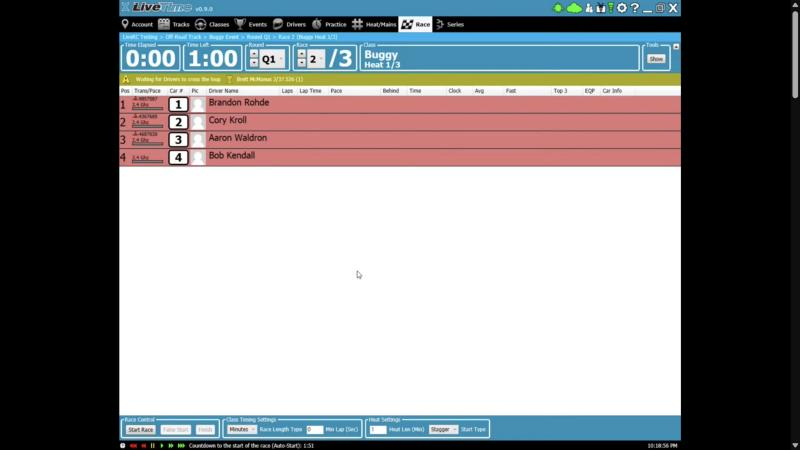 LiveTime v0.9.0
Account Tracks Classes Events Drivers Practice Heat/Mains Race Series
LiveRC Testing > Off-Road Track > Buggy Event > Round Q1 > Race 2 (Buggy Heat 1/3)
Time Elapsed Time Left Round Race Class Tools
0:00 1:00 Q1 2 /3 Buggy Show
Heat 1/3
Waiting for Drivers to cross the loop Brett McManus 3/37.526 (1)
Pos Trans/Pace Car # Pic Driver Name Laps Lap Time Pace Behind Time Clock Avg Fast Top 3 EQP Car Info
1 2.4 Ghz 1 Brandon Rohde
2 2.4 Ghz 2 Cory Kroll
3 2.4 Ghz 3 Aaron Waldron
4 2.4 Ghz 4 Bob Kendall
Race Control Class Timing Settings Heat Settings
Start Race False Start Finish Minutes Race Length Type 0 Min Lap (Sec) 1 Heat Len (Min) Stagger Start Type
Countdown to the start of the race (Auto-Start): 1:51 10:18:56 PM